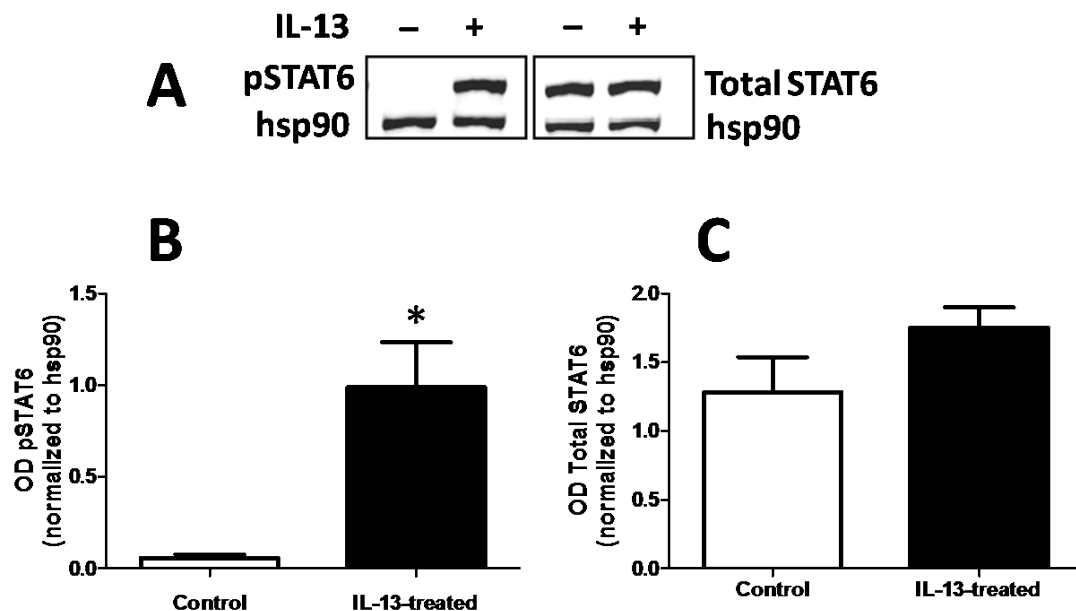 IL-13 – + – +
A
pSTAT6
Total STAT6
hsp90
hsp90
B
C
OD pSTAT6
(normalized to hsp90)
1.5
1.0
0.5
0.0
*
Control
IL-13-treated
OD Total STAT6
(normalized to hsp90)
2.0
1.5
1.0
0.5
0.0
Control
IL-13-treated